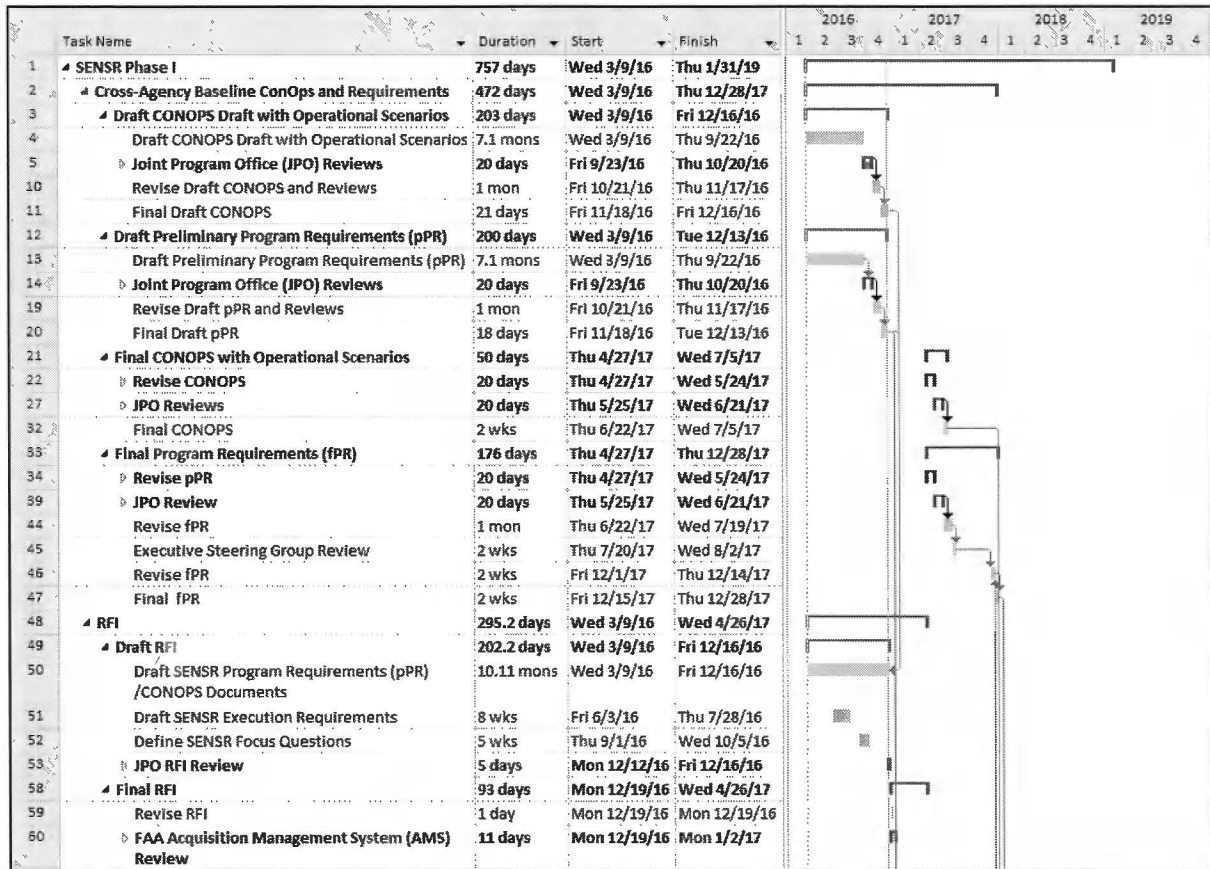 2016 2017 2018 2019
Task Name Duration Start Finish 1 2 3 4 1 2 3 4 1 2 3 4 1 2 3 4
1 SENSR Phase I 757 days Wed 3/9/16 Thu 1/31/19
2 Cross-Agency Baseline ConOps and Requirements 472 days Wed 3/9/16 Thu 12/28/17
3 Draft CONOPS Draft with Operational Scenarios 203 days Wed 3/9/16 Fri 12/16/16
4 Draft CONOPS Draft with Operational Scenarios 7.1 mons Wed 3/9/16 Thu 9/22/16
5 Joint Program Office (JPO) Reviews 20 days Fri 9/23/16 Thu 10/20/16
10 Revise Draft CONOPS and Reviews 1 mon Fri 10/21/16 Thu 11/17/16
11 Final Draft CONOPS 21 days Fri 11/18/16 Fri 12/16/16
12 Draft Preliminary Program Requirements (pPR) 200 days Wed 3/9/16 Tue 12/13/16
13 Draft Preliminary Program Requirements (pPR) 7.1 mons Wed 3/9/16 Thu 9/22/16
14 Joint Program Office (JPO) Reviews 20 days Fri 9/23/16 Thu 10/20/16
19 Revise Draft pPR and Reviews 1 mon Fri 10/21/16 Thu 11/17/16
20 Final Draft pPR 18 days Fri 11/18/16 Tue 12/13/16
21 Final CONOPS with Operational Scenarios 50 days Thu 4/27/17 Wed 7/5/17
22 Revise CONOPS 20 days Thu 4/27/17 Wed 5/24/17
27 JPO Reviews 20 days Thu 5/25/17 Wed 6/21/17
32 Final CONOPS 2 wks Thu 6/22/17 Wed 7/5/17
33 Final Program Requirements (fPR) 176 days Thu 4/27/17 Thu 12/28/17
34 Revise pPR 20 days Thu 4/27/17 Wed 5/24/17
39 JPO Review 20 days Thu 5/25/17 Wed 6/21/17
44 Revise fPR 1 mon Thu 6/22/17 Wed 7/19/17
45 Executive Steering Group Review 2 wks Thu 7/20/17 Wed 8/2/17
46 Revise fPR 2 wks Fri 12/1/17 Thu 12/14/17
47 Final fPR 2 wks Fri 12/15/17 Thu 12/28/17
48 RFI 295.2 days Wed 3/9/16 Wed 4/26/17
49 Draft RFI 202.2 days Wed 3/9/16 Fri 12/16/16
50 Draft SENSR Program Requirements (pPR) 10.11 mons Wed 3/9/16 Fri 12/16/16
/CONOPS Documents
51 Draft SENSR Execution Requirements 8 wks Fri 6/3/16 Thu 7/28/16
52 Define SENSR Focus Questions 5 wks Thu 9/1/16 Wed 10/5/16
53 JPO RFI Review 5 days Mon 12/12/16 Fri 12/16/16
58 Final RFI 93 days Mon 12/19/16 Wed 4/26/17
59 Revise RFI 1 day Mon 12/19/16 Mon 12/19/16
60 FAA Acquisition Management System (AMS) 11 days Mon 12/19/16 Mon 1/2/17
Review